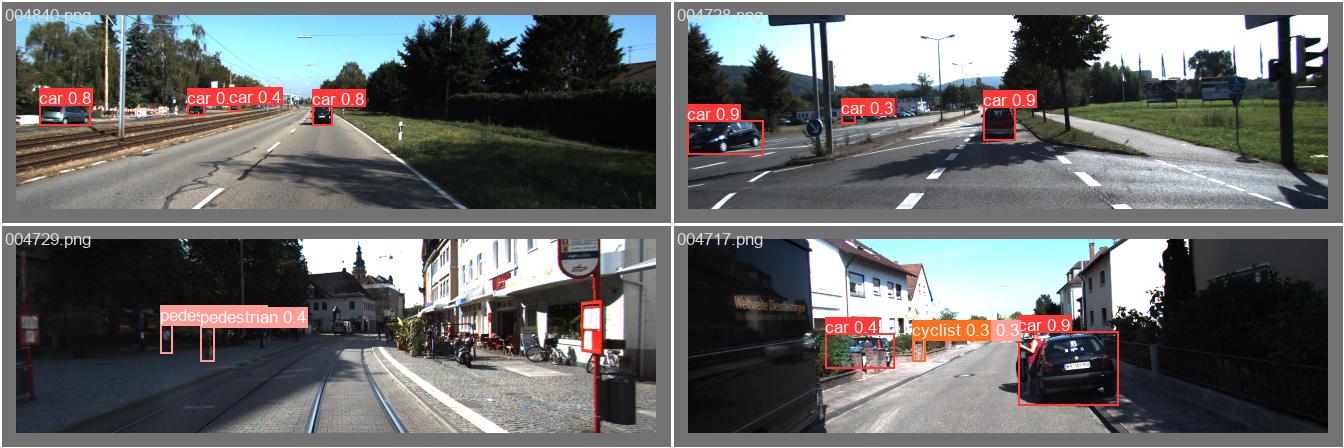 004840.png
car 0.8
car 0.
car 0.4
car 0.8
004728.png
car 0.9
car 0.3
car 0.9
004729.png
pedes
pedestrian 0.4
004717.png
Weltweite Dienstleistungen
car 0.4
cyclist 0.3
0.3
car 0.9